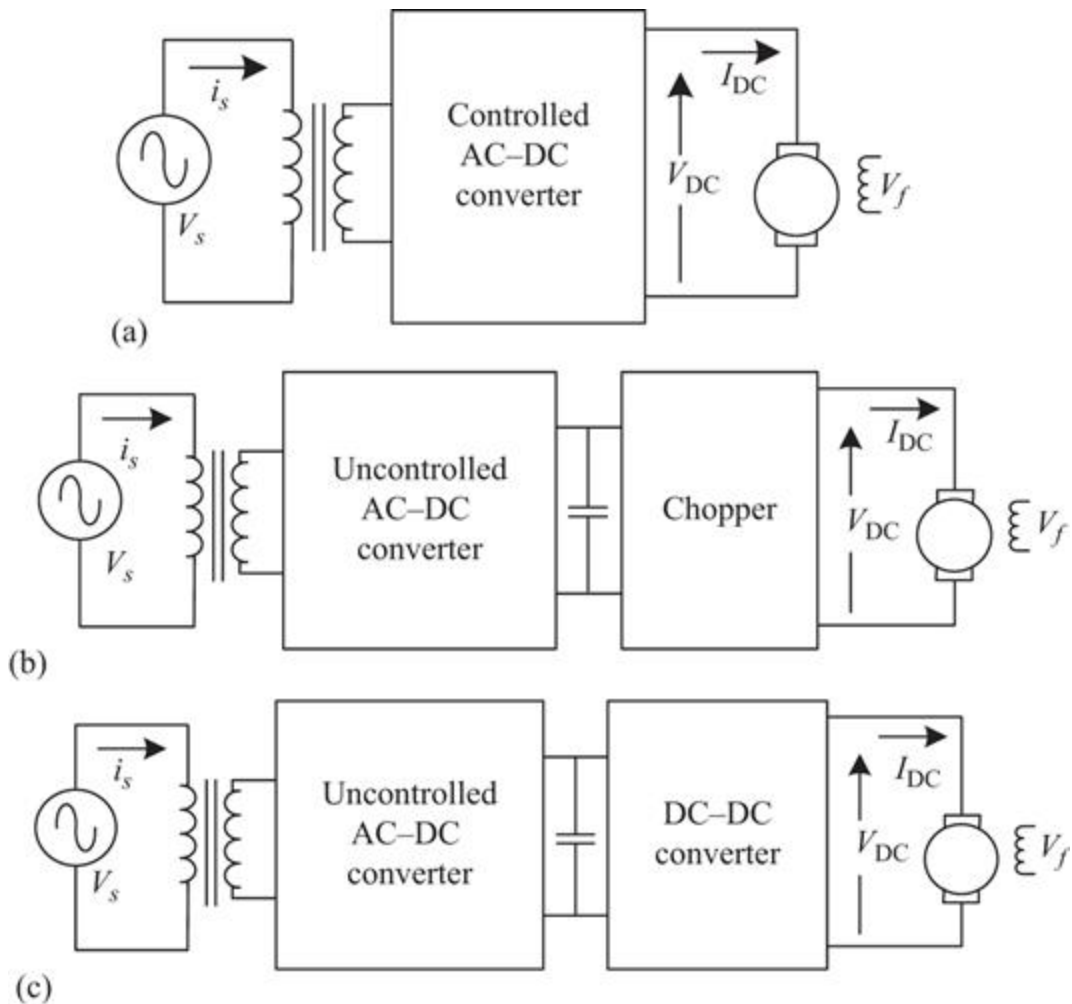 i_s
V_s
Controlled
AC–DC
converter
I_DC
V_DC
V_f
(a)
i_s
V_s
Uncontrolled
AC–DC
converter
Chopper
I_DC
V_DC
V_f
(b)
i_s
V_s
Uncontrolled
AC–DC
converter
DC–DC
converter
I_DC
V_DC
V_f
(c)